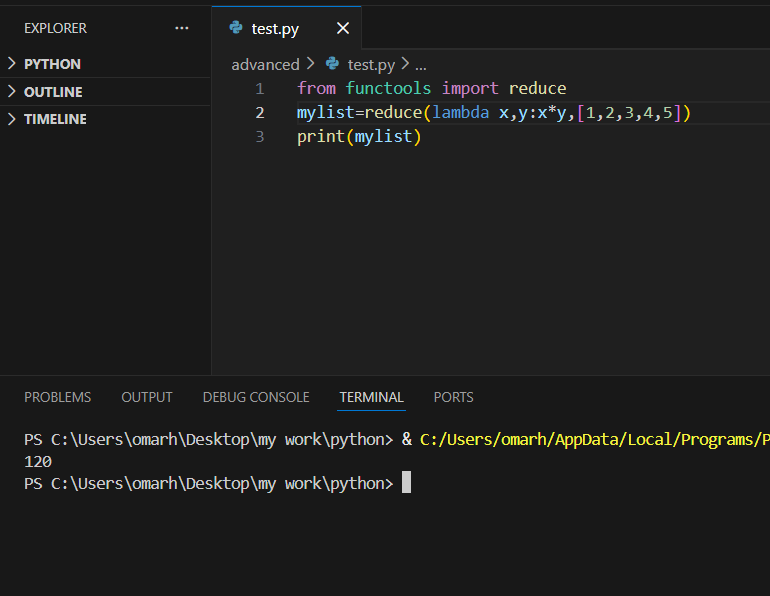 EXPLORER ...
PYTHON
OUTLINE
TIMELINE
test.py
advanced > test.py > ...
1 from functools import reduce
2 mylist=reduce(lambda x,y:x*y,[1,2,3,4,5])
3 print(mylist)
PROBLEMS OUTPUT DEBUG CONSOLE TERMINAL PORTS
PS C:\Users\omarh\Desktop\my work\python> & C:/Users/omarh/AppData/Local/Programs/P
120
PS C:\Users\omarh\Desktop\my work\python>